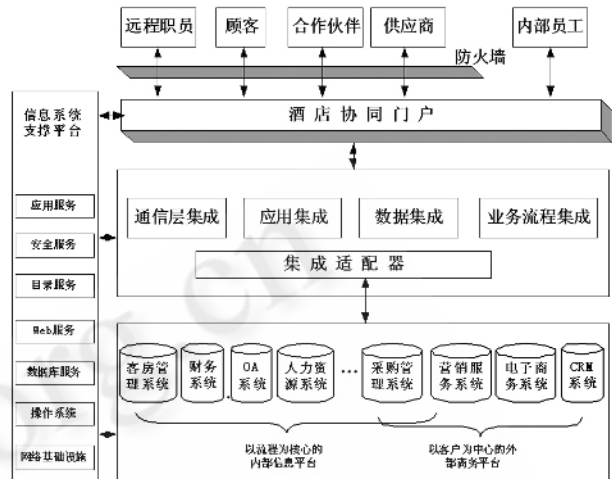 远程职员
顾客
合作伙伴
供应商
内部员工
防火墙
信息系统
支撑平台
酒店协同门户
应用服务
安全服务
目录服务
Web服务
数据库服务
操作系统
网络基础设施
通信层集成
应用集成
数据集成
业务流程集成
集成适配器
客房管
理系统
财务
系统
OA
系统
人力资
源系统
...
采购管
理系统
营销服
务系统
电子商
务系统
CRM
系统
以流程为核心的
内部信息平台
以客户为中心的外
部商务平台
org.cn